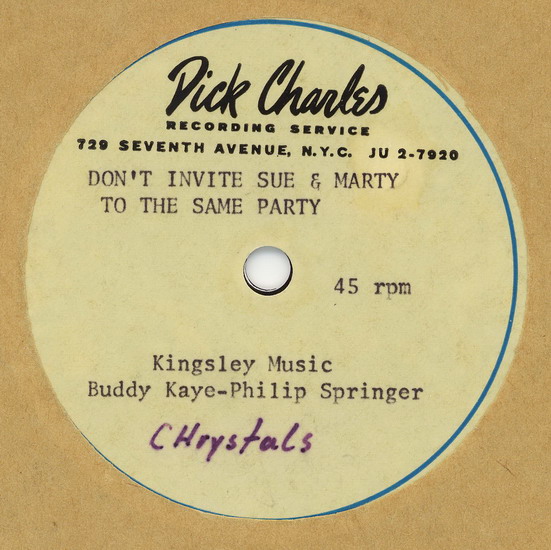 Dick Charles
RECORDING SERVICE
729 SEVENTH AVENUE, N.Y.C. JU 2-7920
DON'T INVITE SUE & MARTY
TO THE SAME PARTY
45 rpm
Kingsley Music
Buddy Kaye-Philip Springer
CHrystals